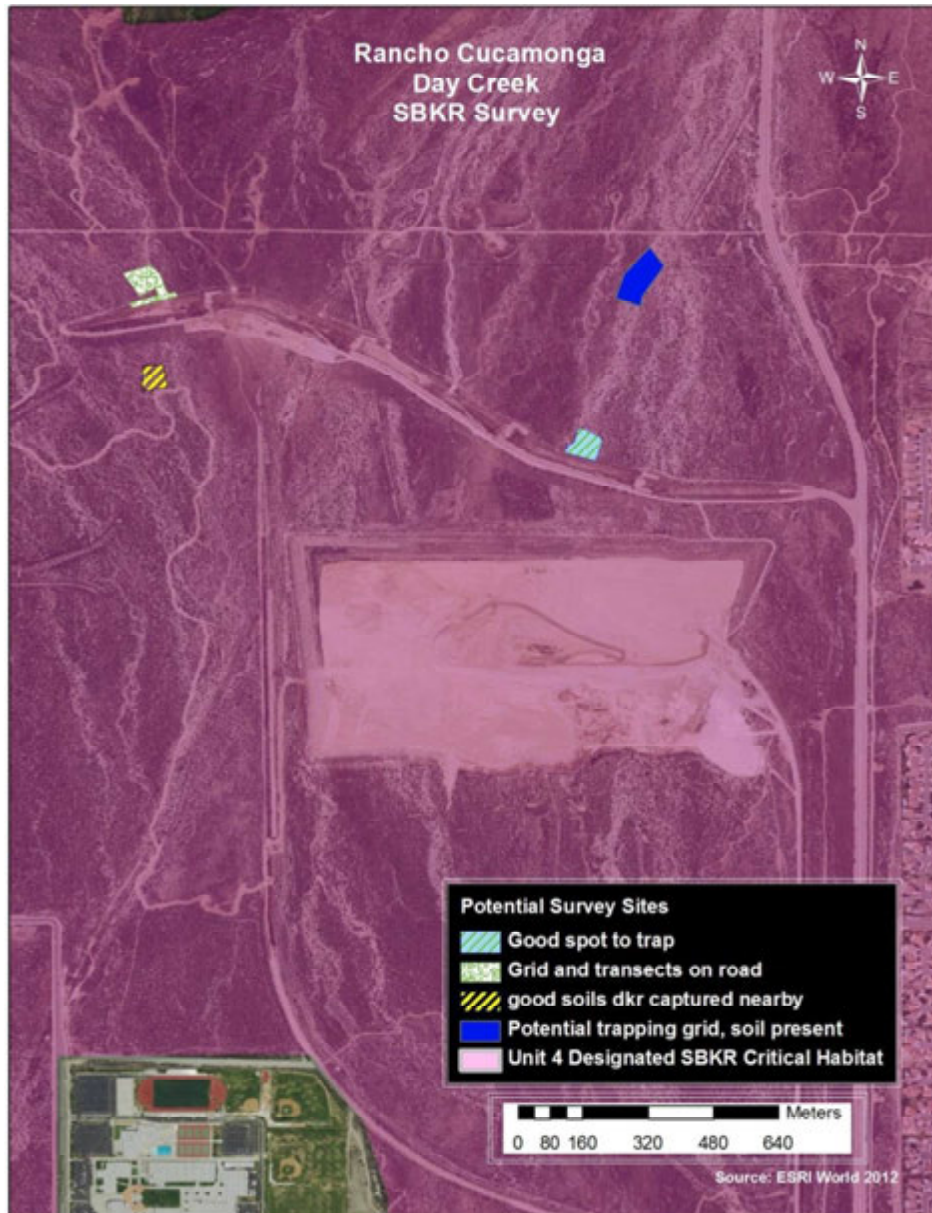 Rancho Cucamonga
Day Creek
SBKR Survey
N
W E
S
Potential Survey Sites
Good spot to trap
Grid and transects on road
good soils dkr captured nearby
Potential trapping grid, soil present
Unit 4 Designated SBKR Critical Habitat
Meters
0 80 160 320 480 640
Source: ESRI World 2012